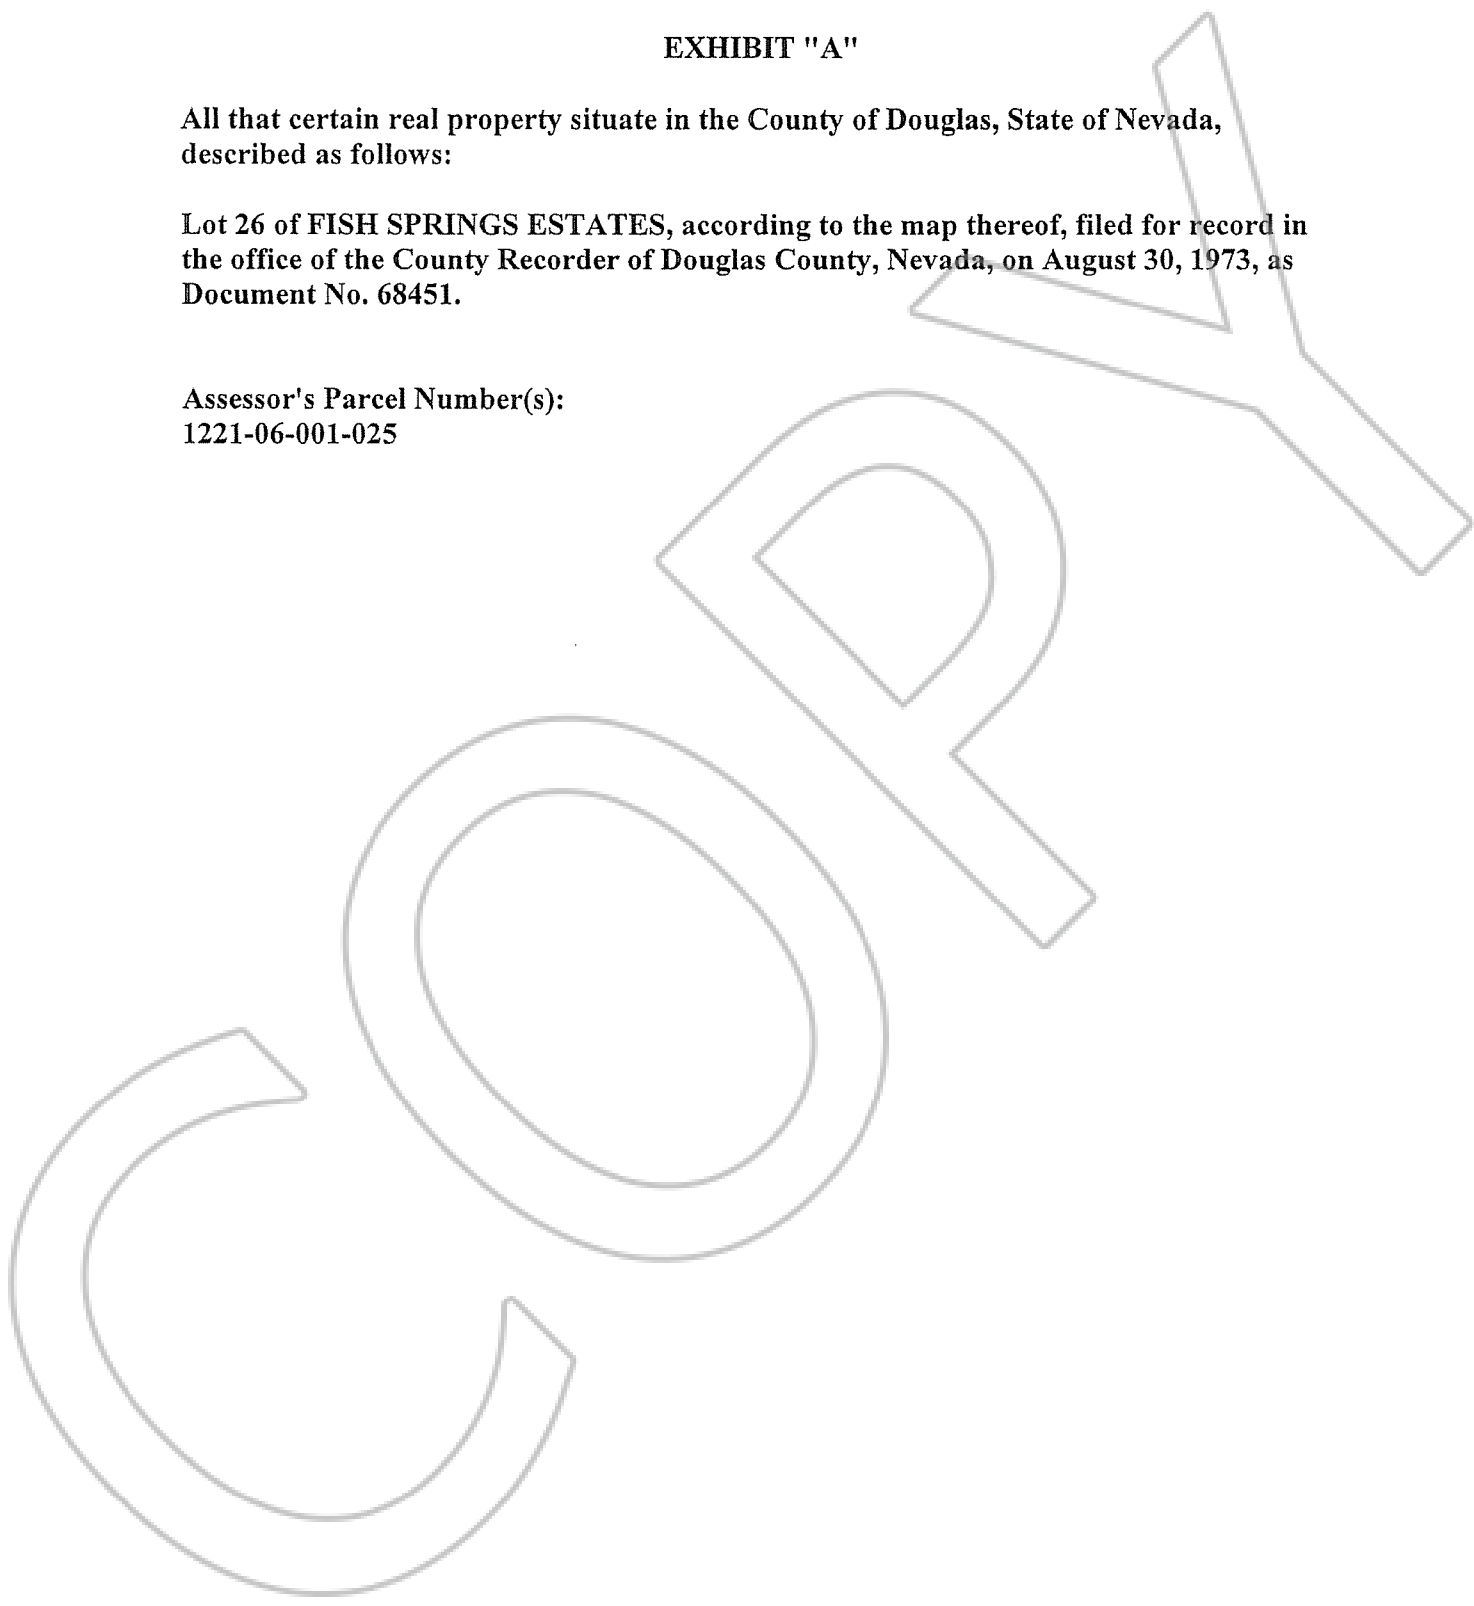 EXHIBIT "A"
All that certain real property situate in the County of Douglas, State of Nevada,
described as follows:
Lot 26 of FISH SPRINGS ESTATES, according to the map thereof, filed for record in
the office of the County Recorder of Douglas County, Nevada, on August 30, 1973, as
Document No. 68451.
Assessor's Parcel Number(s):
1221-06-001-025
COPY